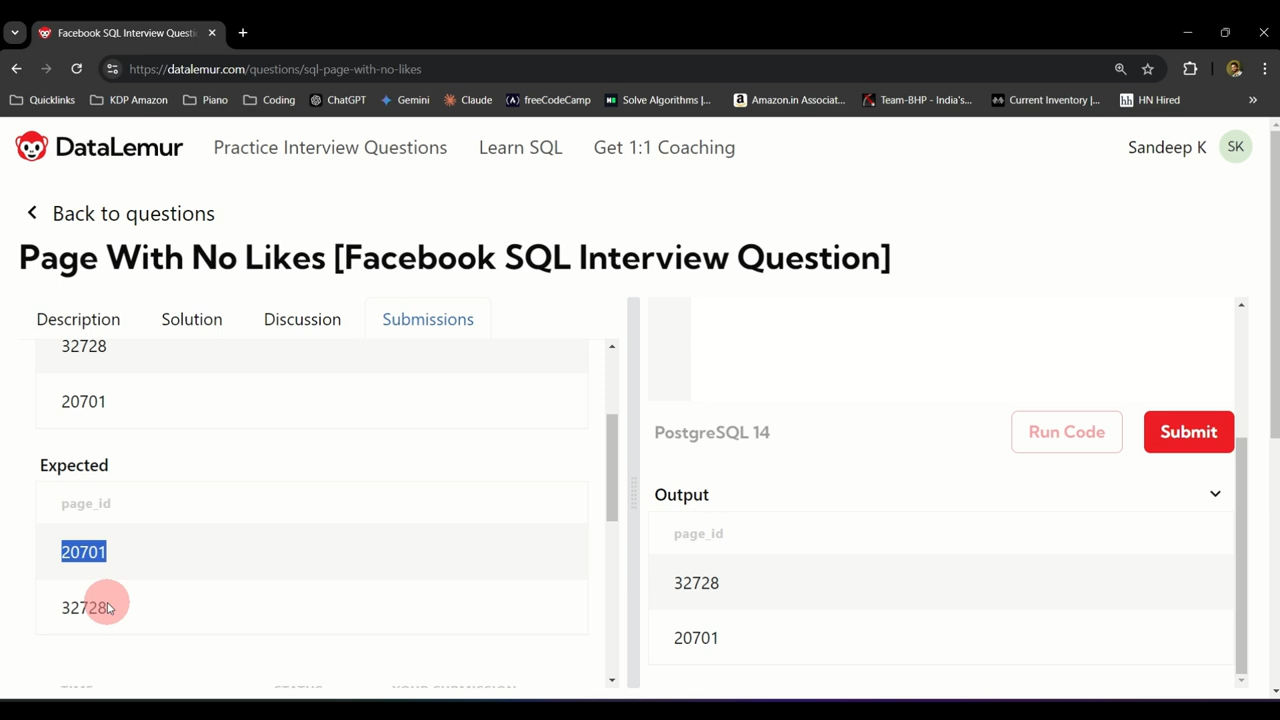 Facebook SQL Interview Questi
https://datalemur.com/questions/sql-page-with-no-likes
Quicklinks KDP Amazon Piano Coding ChatGPT Gemini Claude freeCodeCamp Solve Algorithms |... Amazon.in Associat... Team-BHP - India's... Current Inventory |... HN Hired
DataLemur Practice Interview Questions Learn SQL Get 1:1 Coaching Sandeep K SK
Back to questions
Page With No Likes [Facebook SQL Interview Question]
Description Solution Discussion Submissions
32728
20701
Expected
page_id
20701
32728
PostgreSQL 14 Run Code Submit
Output
page_id
32728
20701